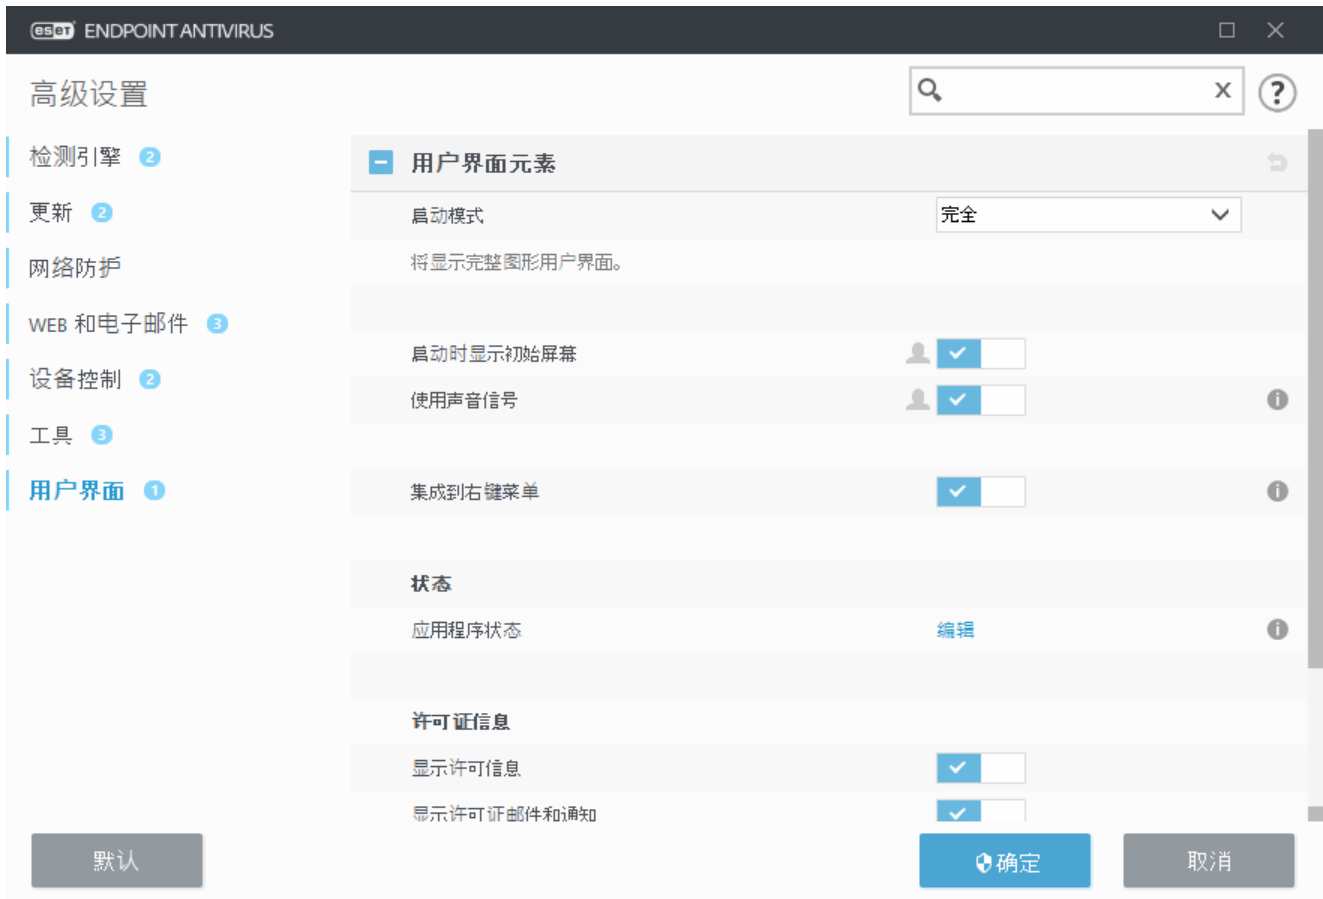 eseT ENDPOINT ANTIVIRUS
高级设置
x
?
检测引擎 2
更新 2
网络防护
WEB 和电子邮件 3
设备控制 2
工具 3
用户界面 1
用户界面元素
启动模式 完全
将显示完整图形用户界面。
启动时显示初始屏幕
使用声音信号
集成到右键菜单
状态
应用程序状态 编辑
许可证信息
显示许可信息
显示许可证邮件和通知
默认
确定
取消